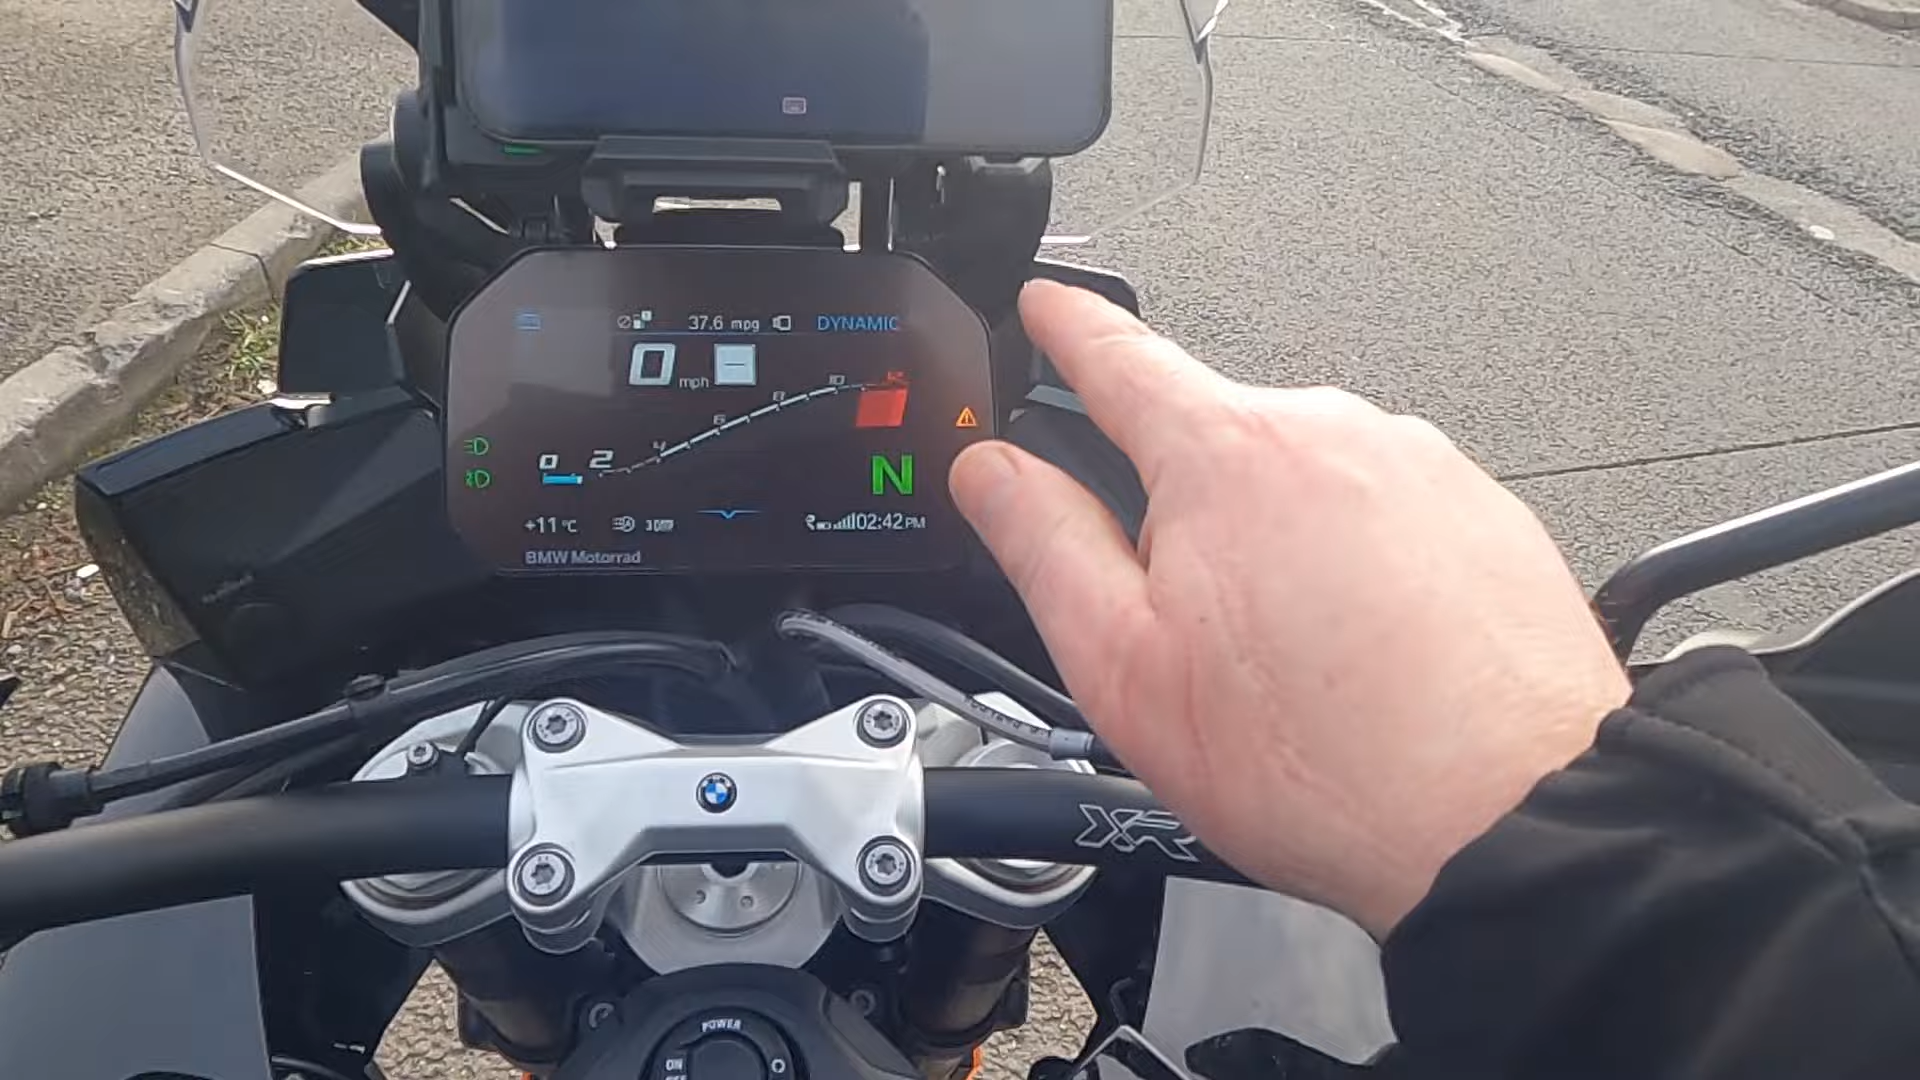 37.6 mpg
DYNAMIC
0 mph
10
8
6
4
0 2
N
+11 °C
02:42 PM
BMW Motorrad
XR
POWER
ON